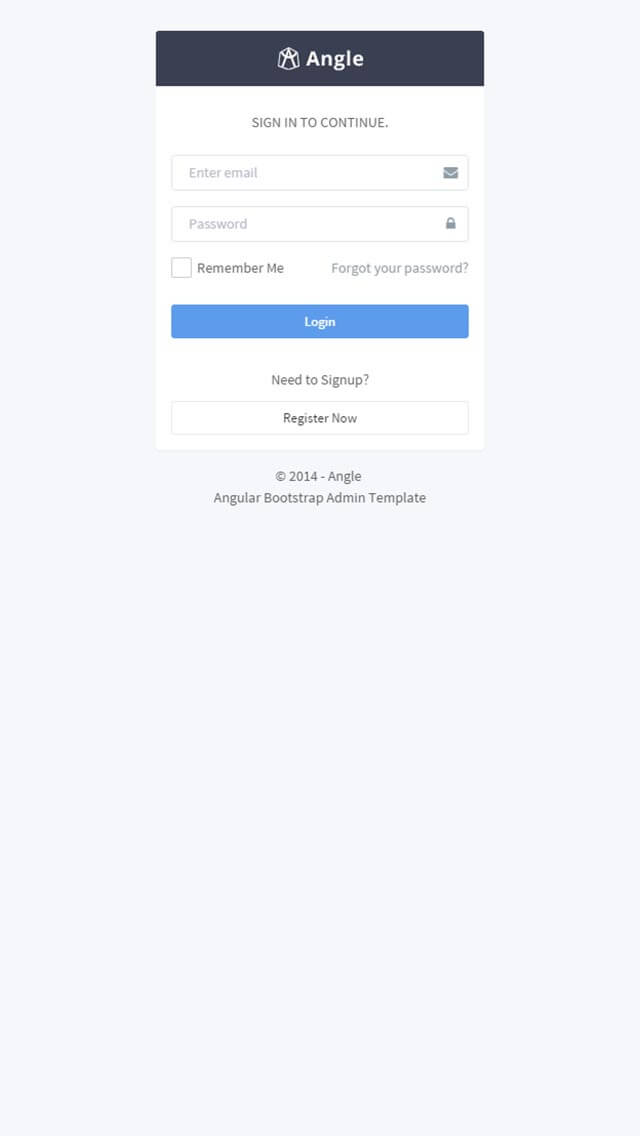 Angle
SIGN IN TO CONTINUE.
Enter email
Password
Remember Me Forgot your password?
Login
Need to Signup?
Register Now
© 2014 - Angle
Angular Bootstrap Admin Template